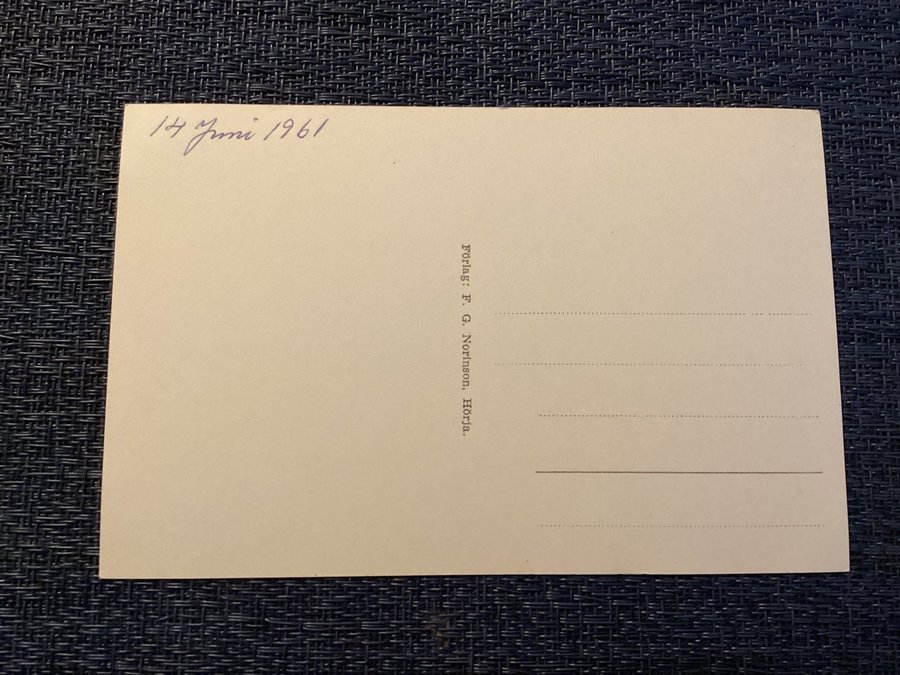 14 Juni 1961
Förlag: F. G. Norinson, Hörja.